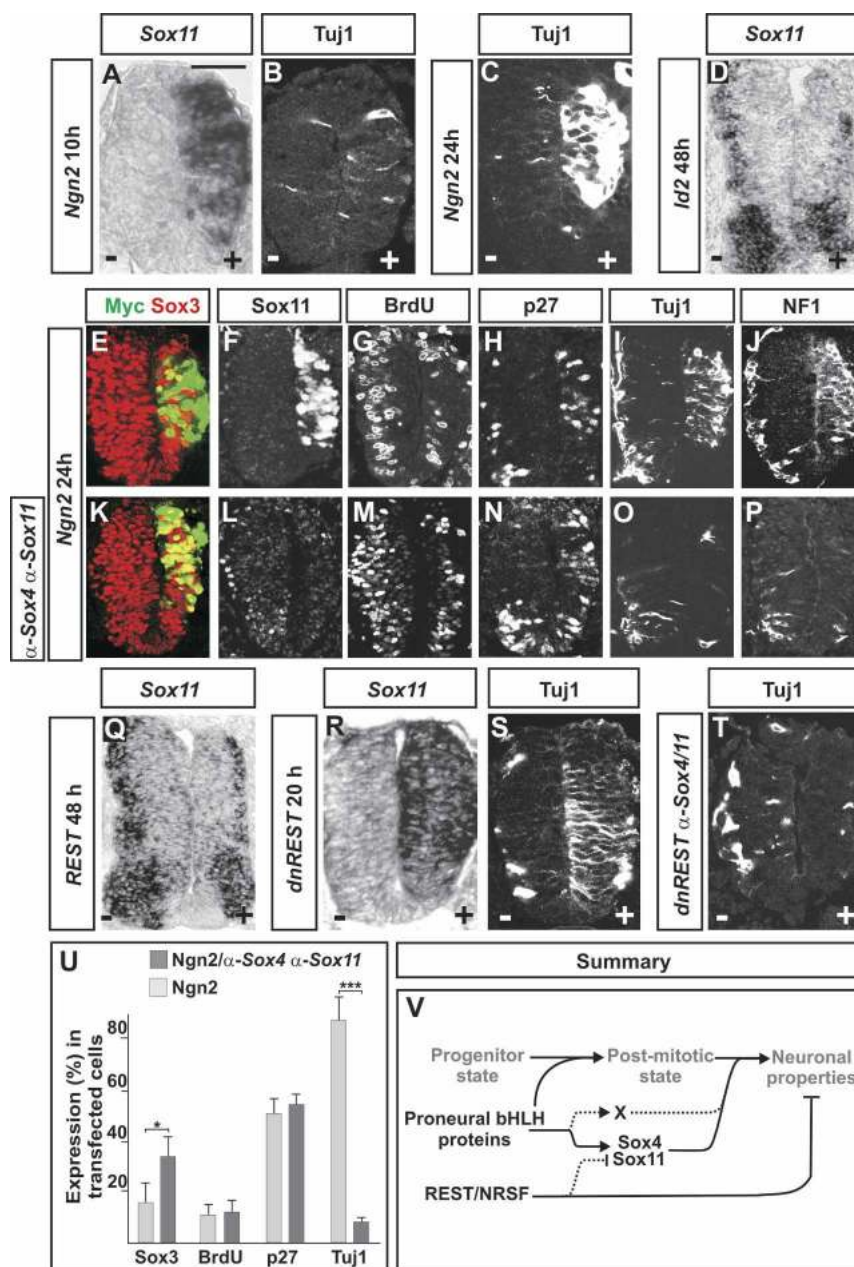 Sox11 Tuj1 Tuj1 Sox11
Ngn2 10h
A
- +
B
- +
Ngn2 24h
C
- +
Id2 48h
D
- +
Myc Sox3 Sox11 BrdU p27 Tuj1 NF1
Ngn2 24h
E F G H I J
α-Sox4 α-Sox11
K L M N O P
Sox11 Sox11 Tuj1 Tuj1
REST 48h
Q
- +
dnREST 20 h
R
- +
S
- +
dnREST α-Sox4/11
T
- +
U
Ngn2/α-Sox4 α-Sox11
Ngn2
Expression (%) in
transfected cells
80
60
40
20
*
***
Sox3 BrdU p27 Tuj1
Summary
V
Progenitor
state
Post-mitotic
state
Neuronal
properties
Proneural bHLH
proteins
X
Sox4
Sox11
REST/NRSF